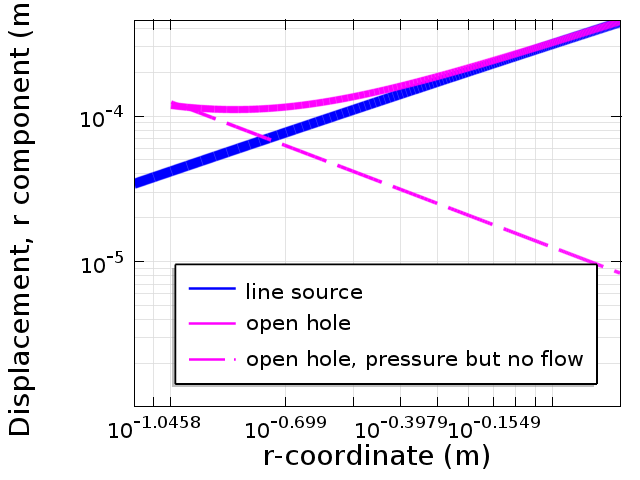 Displacement, r component (m
10^-4
10^-5
line source
open hole
open hole, pressure but no flow
10^-1.0458 10^-0.699 10^-0.3979 10^-0.1549
r-coordinate (m)